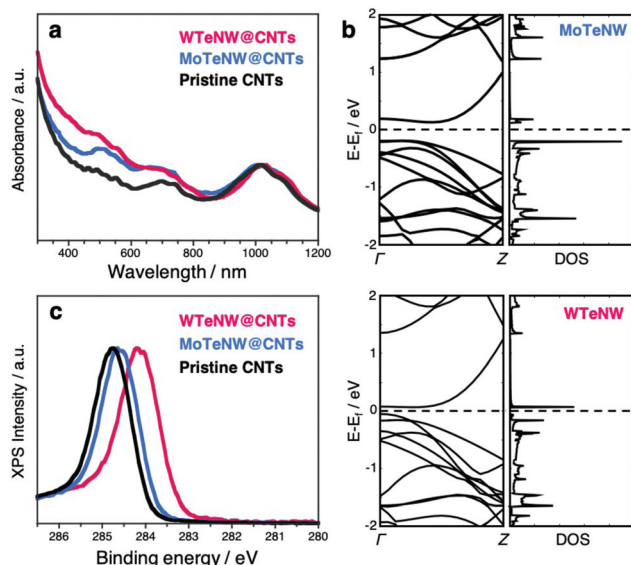 a
WTeNW@CNTs
MoTeNW@CNTs
Pristine CNTs
Absorbance / a.u.
400 600 800 1000 1200
Wavelength / nm
b
MoTeNW
E-Ef / eV
2
1
0
-1
-2
Γ Z DOS
c
WTeNW@CNTs
MoTeNW@CNTs
Pristine CNTs
XPS Intensity / a.u.
286 285 284 283 282 281 280
Binding energy / eV
WTeNW
E-Ef / eV
2
1
0
-1
-2
Γ Z DOS